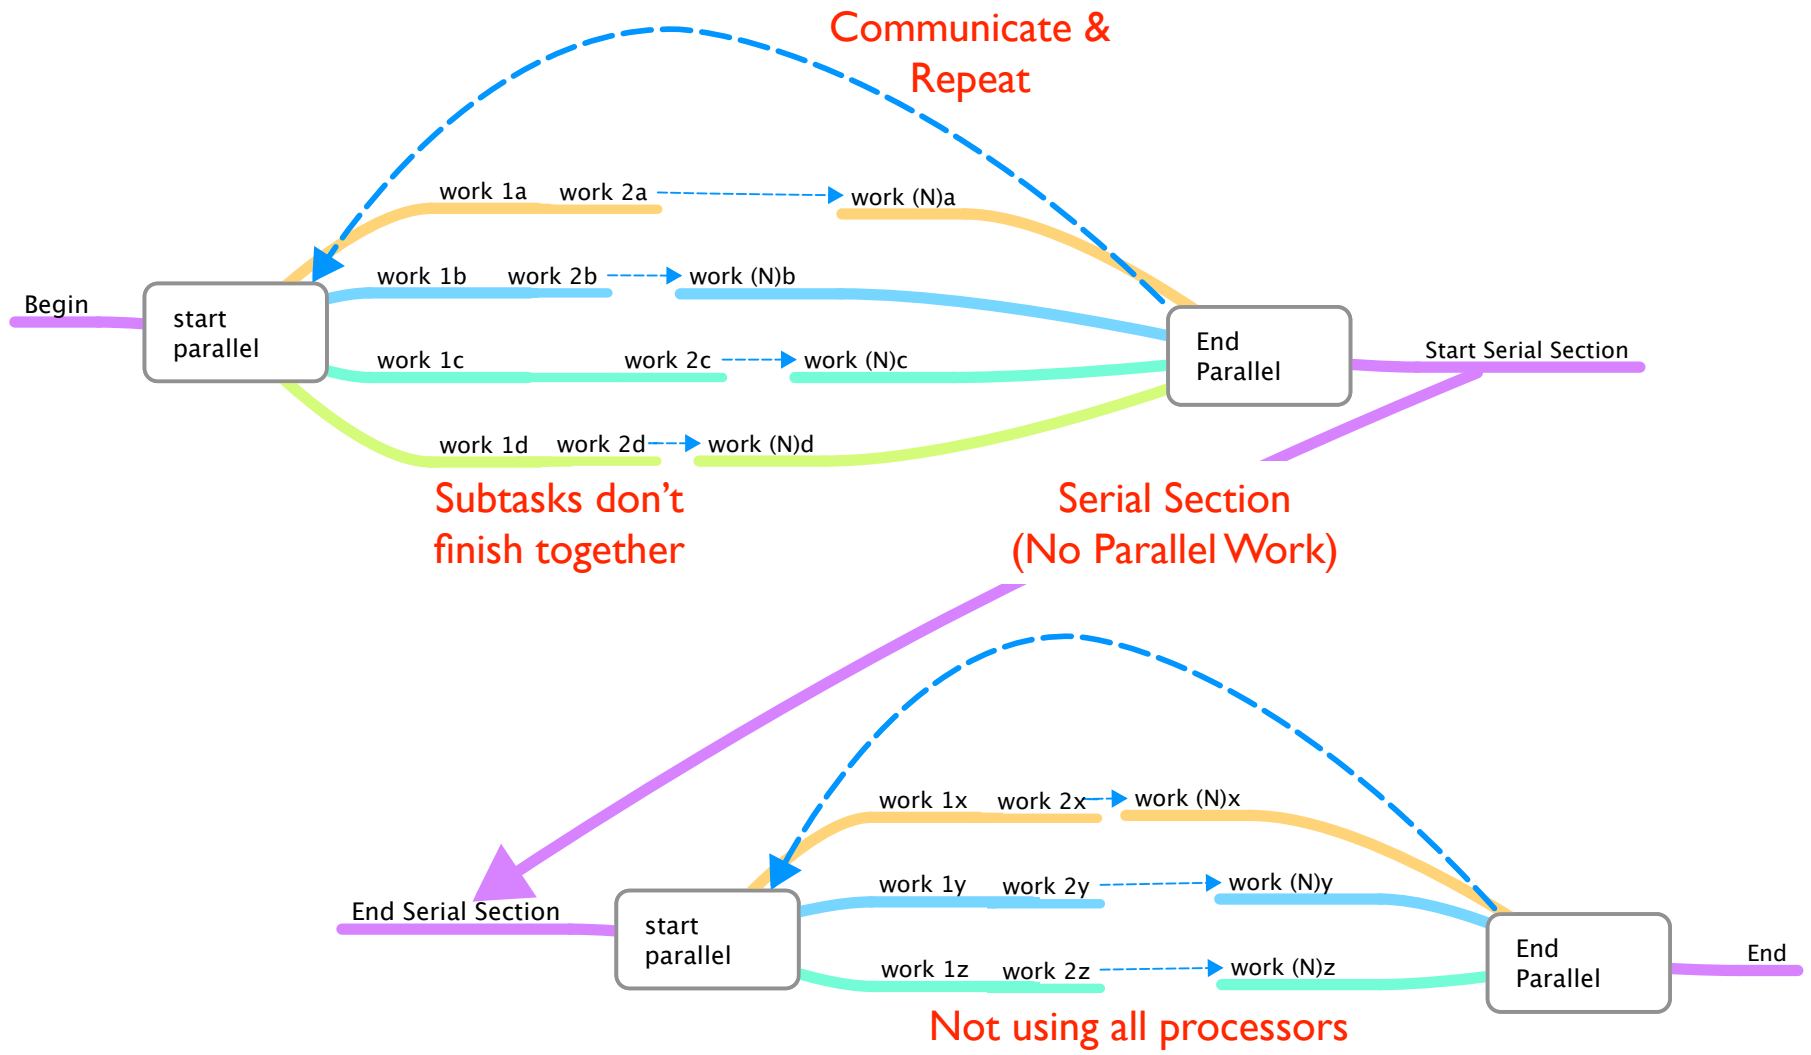 Communicate &
Repeat
work 1a work 2a work (N)a
work 1b work 2b work (N)b
Begin
start
parallel
work 1c work 2c work (N)c
End
Parallel
Start Serial Section
work 1d work 2d work (N)d
Subtasks don't
finish together
Serial Section
(No Parallel Work)
work 1x work 2x work (N)x
work 1y work 2y work (N)y
End Serial Section
start
parallel
work 1z work 2z work (N)z
End
Parallel
End
Not using all processors